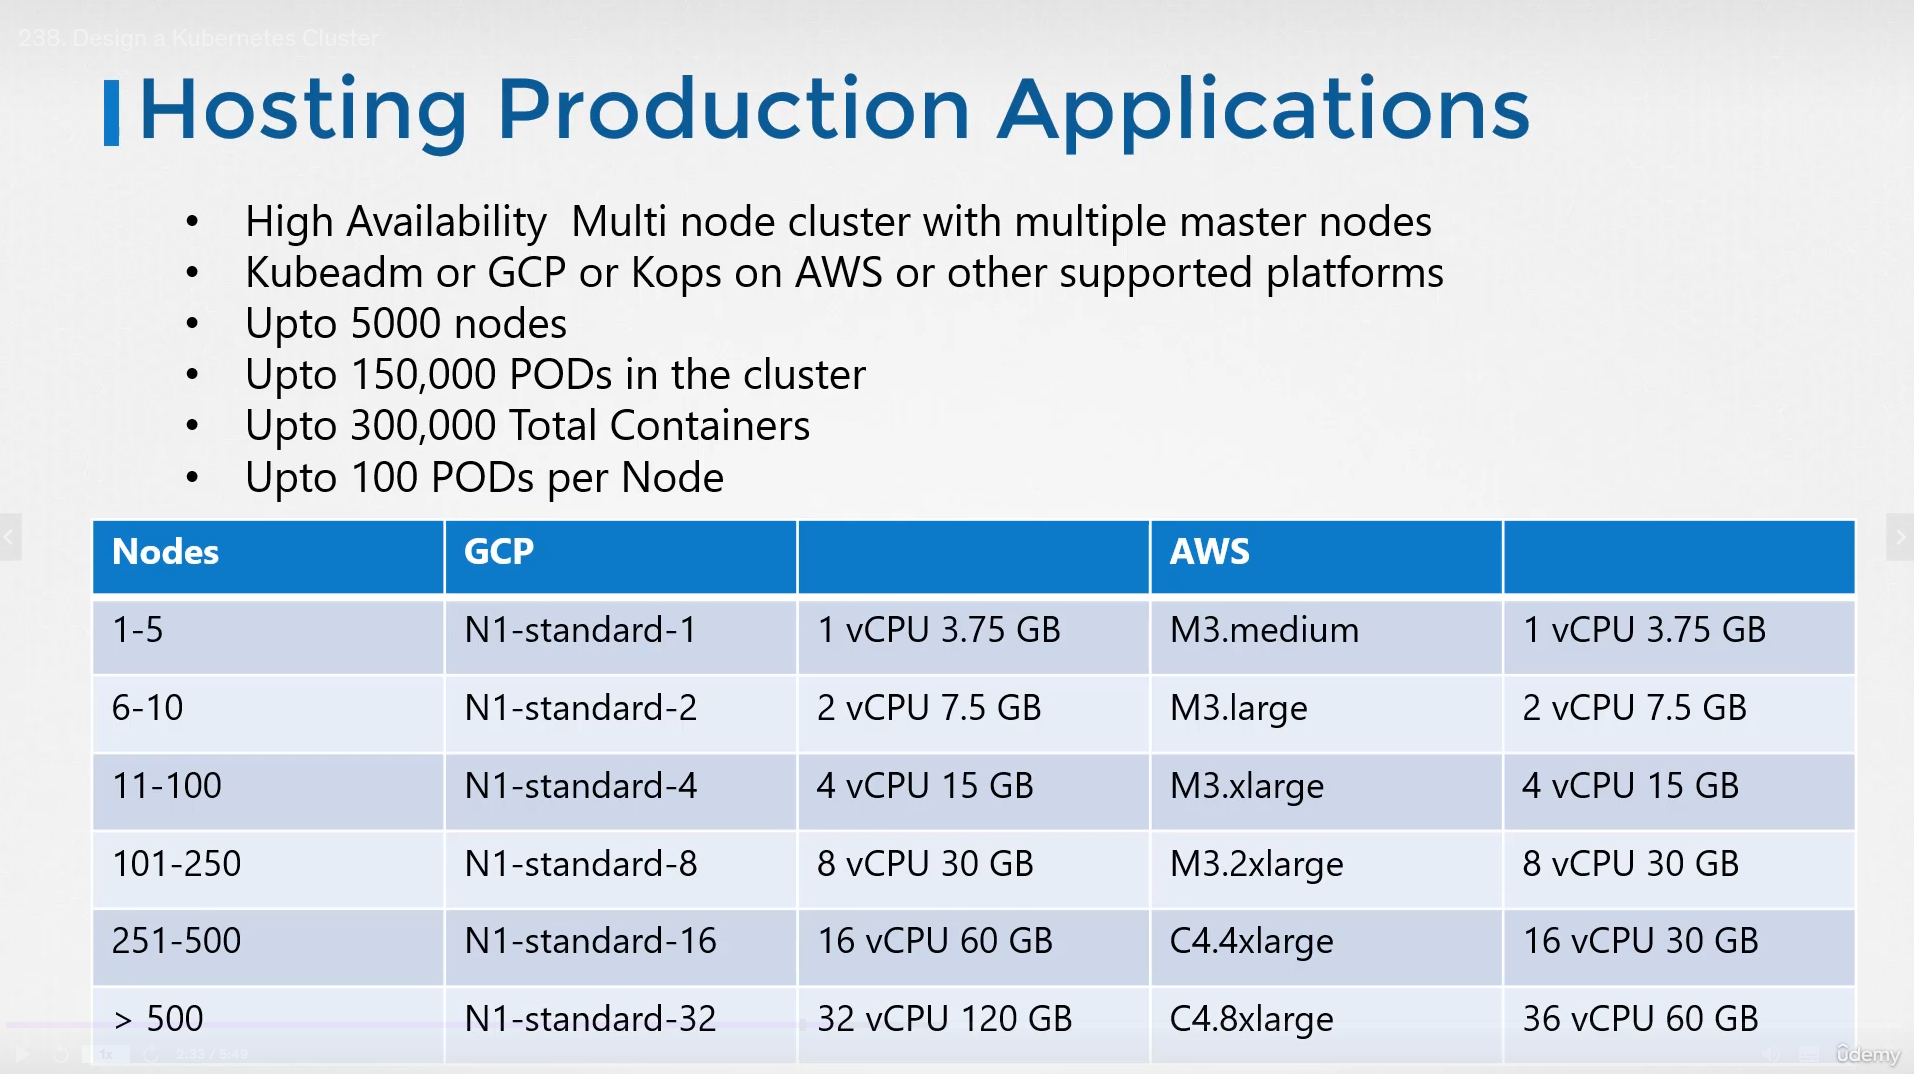 238. Design a Kubernetes Cluster
Hosting Production Applications
• High Availability Multi node cluster with multiple master nodes
• Kubeadm or GCP or Kops on AWS or other supported platforms
• Upto 5000 nodes
• Upto 150,000 PODs in the cluster
• Upto 300,000 Total Containers
• Upto 100 PODs per Node
Nodes GCP AWS
1-5 N1-standard-1 1 vCPU 3.75 GB M3.medium 1 vCPU 3.75 GB
6-10 N1-standard-2 2 vCPU 7.5 GB M3.large 2 vCPU 7.5 GB
11-100 N1-standard-4 4 vCPU 15 GB M3.xlarge 4 vCPU 15 GB
101-250 N1-standard-8 8 vCPU 30 GB M3.2xlarge 8 vCPU 30 GB
251-500 N1-standard-16 16 vCPU 60 GB C4.4xlarge 16 vCPU 30 GB
> 500 N1-standard-32 32 vCPU 120 GB C4.8xlarge 36 vCPU 60 GB
1x 2:33 / 5:49 ûdemy